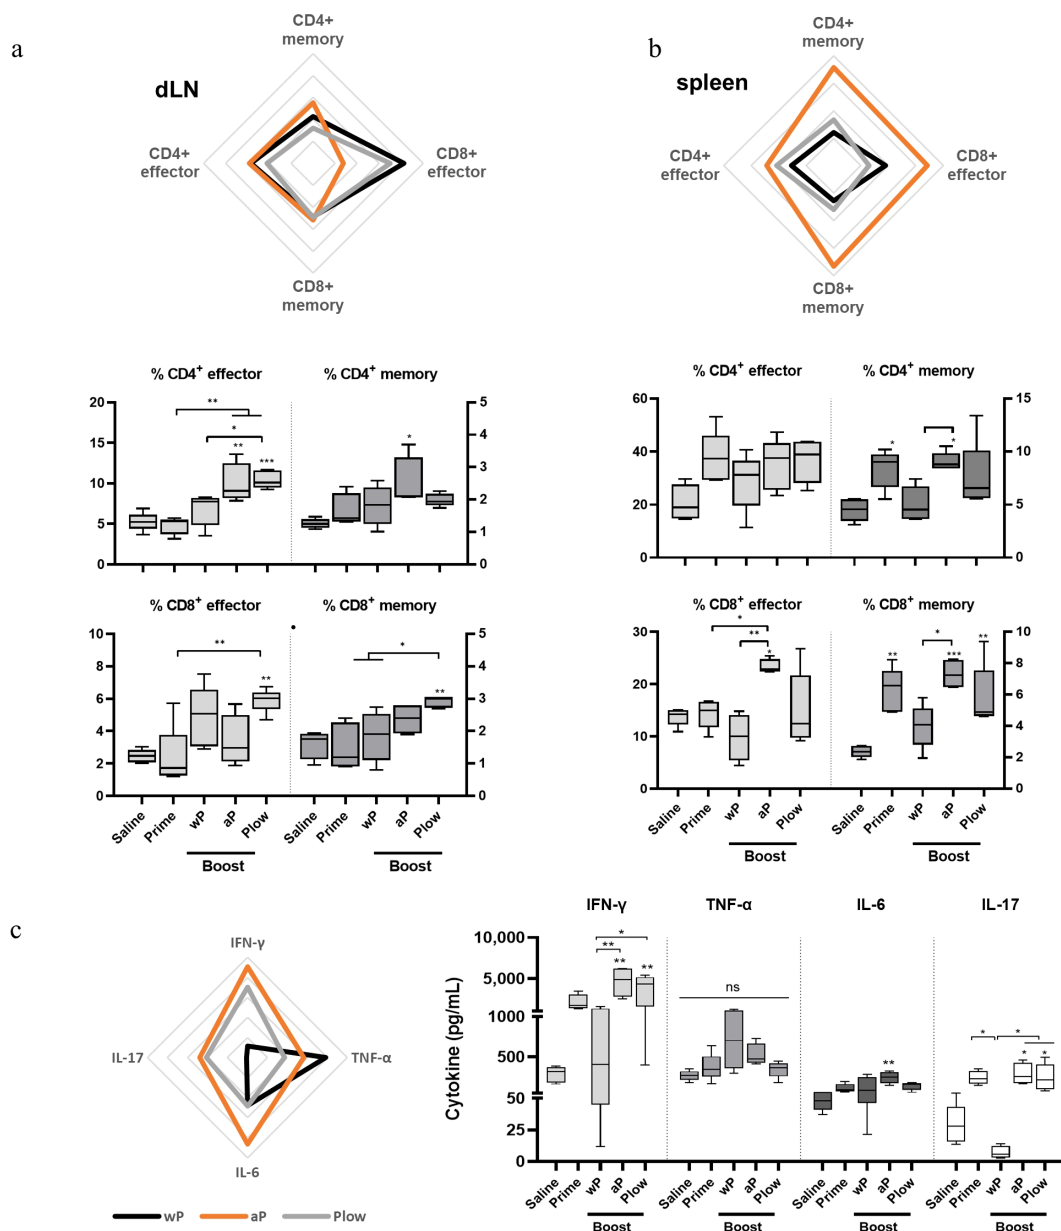 a
CD4+
memory
dLN
CD4+
effector
CD8+
effector
CD8+
memory
b
CD4+
memory
spleen
CD4+
effector
CD8+
effector
CD8+
memory
% CD4+ effector
% CD4+ memory
20
15
10
5
0
**
*
**
***
*
5
4
3
2
1
0
% CD4+ effector
% CD4+ memory
60
40
20
0
*
*
15
10
5
0
% CD8+ effector
% CD8+ memory
10
8
6
4
2
0
**
**
*
**
5
4
3
2
1
0
Saline
Prime
wP
aP
Plow
Saline
Prime
wP
aP
Plow
Boost
Boost
% CD8+ effector
% CD8+ memory
30
20
10
0
*
**
*
**
*
***
**
10
8
6
4
2
0
Saline
Prime
wP
aP
Plow
Saline
Prime
wP
aP
Plow
Boost
Boost
c
IFN-γ
IL-17
TNF-α
IL-6
wP
aP
Plow
IFN-γ
TNF-α
IL-6
IL-17
Cytokine (pg/mL)
10,000
5,000
1000
500
50
25
0
*
**
**
**
ns
**
*
*
*
*
Saline
Prime
wP
aP
Plow
Saline
Prime
wP
aP
Plow
Saline
Prime
wP
aP
Plow
Saline
Prime
wP
aP
Plow
Boost
Boost
Boost
Boost